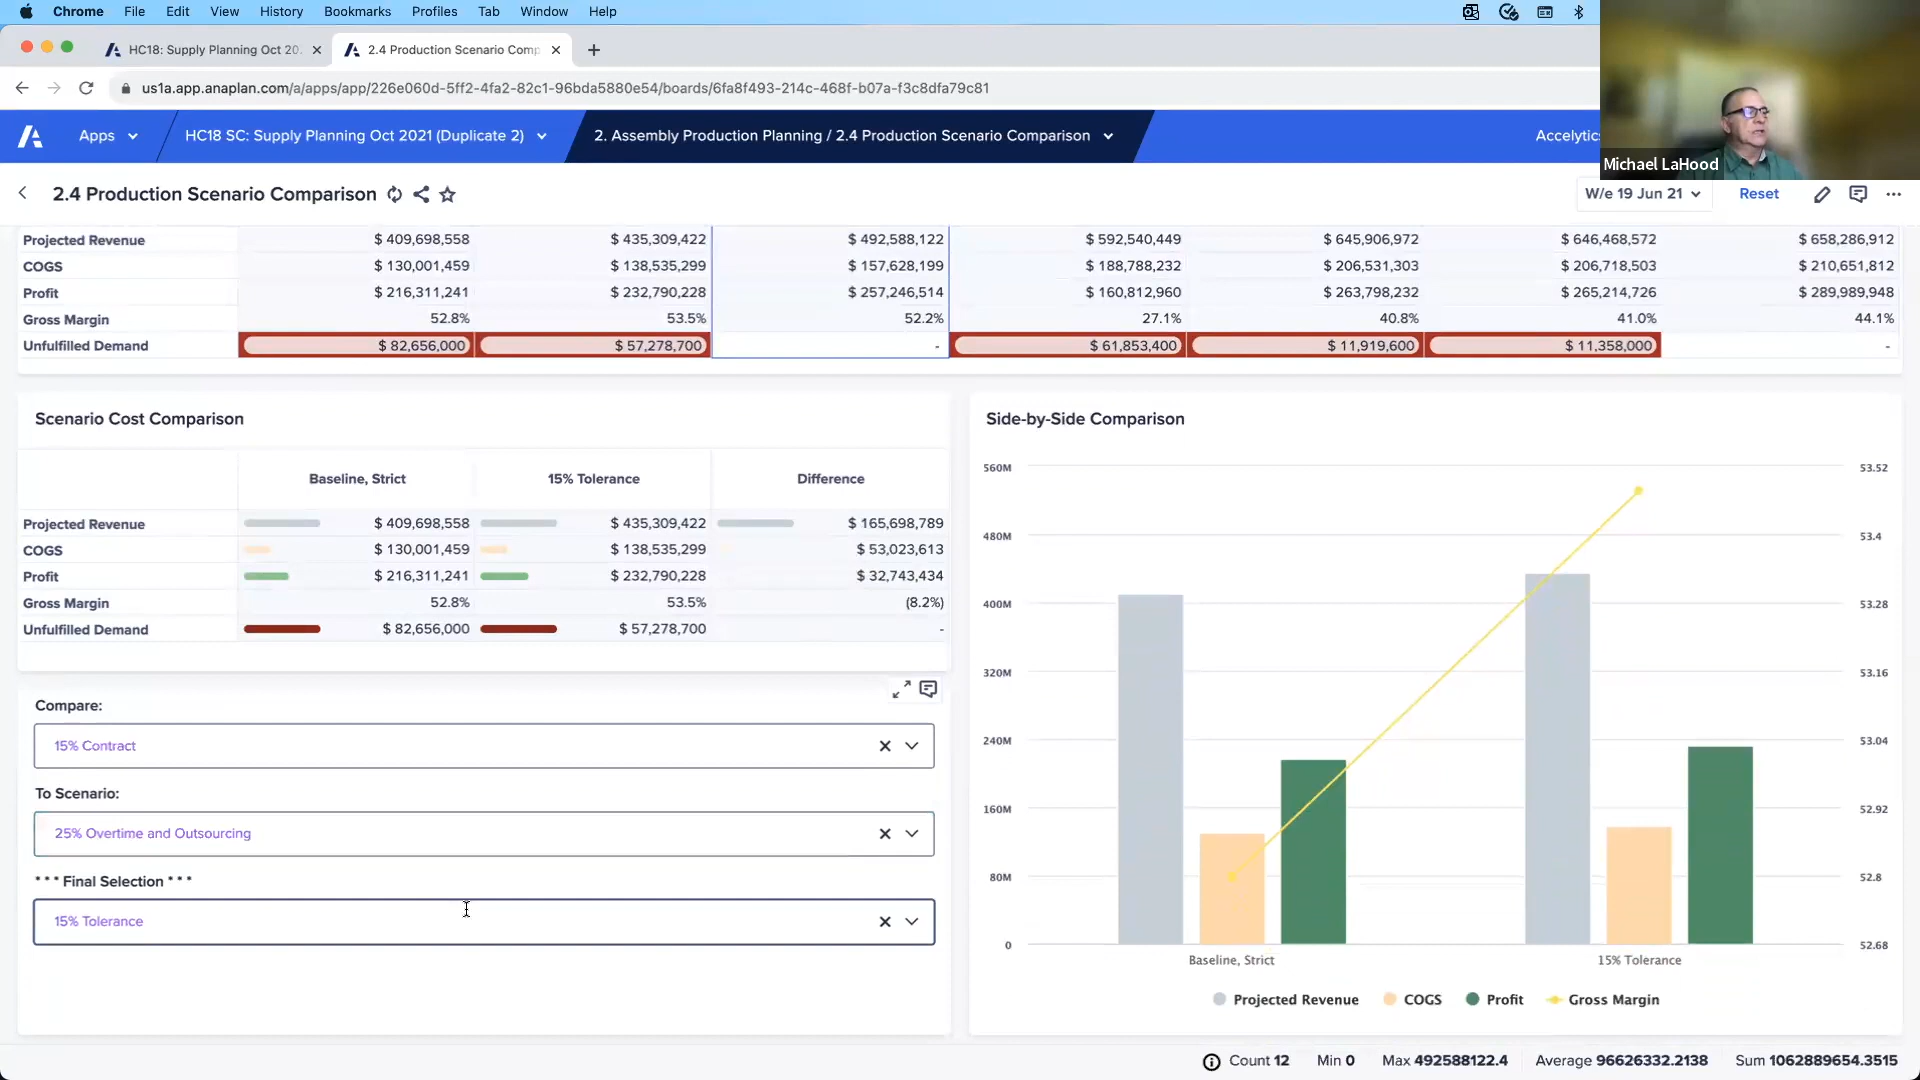 Chrome File Edit View History Bookmarks Profiles Tab Window Help
HC18: Supply Planning Oct 20
2.4 Production Scenario Comp
us1a.app.anaplan.com/a/apps/app/226e060d-5ff2-4fa2-82c1-96bda5880e54/boards/6fa8f493-214c-468f-b07a-f3c8dfa79c81
Apps
HC18 SC: Supply Planning Oct 2021 (Duplicate 2)
2. Assembly Production Planning / 2.4 Production Scenario Comparison
Accelytics
Michael LaHood
2.4 Production Scenario Comparison
W/e 19 Jun 21
Reset
Projected Revenue $ 409,698,558 $ 435,309,422 $ 492,588,122 $ 592,540,449 $ 645,906,972 $ 646,468,572 $ 658,286,912
COGS $ 130,001,459 $ 138,535,299 $ 157,628,199 $ 188,788,232 $ 206,531,303 $ 206,718,503 $ 210,651,812
Profit $ 216,311,241 $ 232,790,228 $ 257,246,514 $ 160,812,960 $ 263,798,232 $ 265,214,726 $ 289,989,948
Gross Margin 52.8% 53.5% 52.2% 27.1% 40.8% 41.0% 44.1%
Unfulfilled Demand $ 82,656,000 $ 57,278,700 - $ 61,853,400 $ 11,919,600 $ 11,358,000 -
Scenario Cost Comparison
Baseline, Strict 15% Tolerance Difference
Projected Revenue $ 409,698,558 $ 435,309,422 $ 165,698,789
COGS $ 130,001,459 $ 138,535,299 $ 53,023,613
Profit $ 216,311,241 $ 232,790,228 $ 32,743,434
Gross Margin 52.8% 53.5% (8.2%)
Unfulfilled Demand $ 82,656,000 $ 57,278,700 -
Compare:
15% Contract
To Scenario:
25% Overtime and Outsourcing
* * * Final Selection * * *
15% Tolerance
Side-by-Side Comparison
560M 53.52
480M 53.4
400M 53.28
320M 53.16
240M 53.04
160M 52.92
80M 52.8
0 52.68
Baseline, Strict 15% Tolerance
Projected Revenue COGS Profit Gross Margin
Count 12 Min 0 Max 492588122.4 Average 96626332.2138 Sum 1062889654.3515